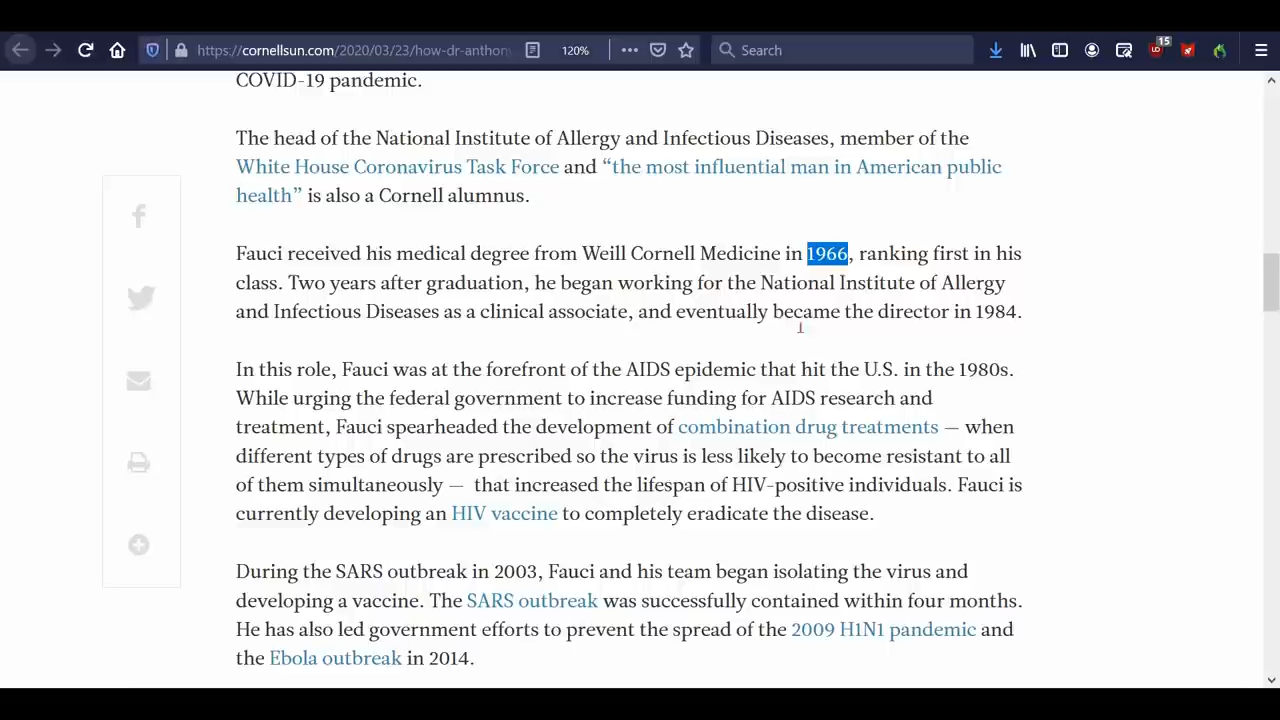 https://cornellsun.com/2020/03/23/how-dr-anthony
120%
Search
15
COVID-19 pandemic.
The head of the National Institute of Allergy and Infectious Diseases, member of the
White House Coronavirus Task Force and “the most influential man in American public
health” is also a Cornell alumnus.
Fauci received his medical degree from Weill Cornell Medicine in 1966, ranking first in his
class. Two years after graduation, he began working for the National Institute of Allergy
and Infectious Diseases as a clinical associate, and eventually became the director in 1984.
In this role, Fauci was at the forefront of the AIDS epidemic that hit the U.S. in the 1980s.
While urging the federal government to increase funding for AIDS research and
treatment, Fauci spearheaded the development of combination drug treatments — when
different types of drugs are prescribed so the virus is less likely to become resistant to all
of them simultaneously — that increased the lifespan of HIV-positive individuals. Fauci is
currently developing an HIV vaccine to completely eradicate the disease.
During the SARS outbreak in 2003, Fauci and his team began isolating the virus and
developing a vaccine. The SARS outbreak was successfully contained within four months.
He has also led government efforts to prevent the spread of the 2009 H1N1 pandemic and
the Ebola outbreak in 2014.